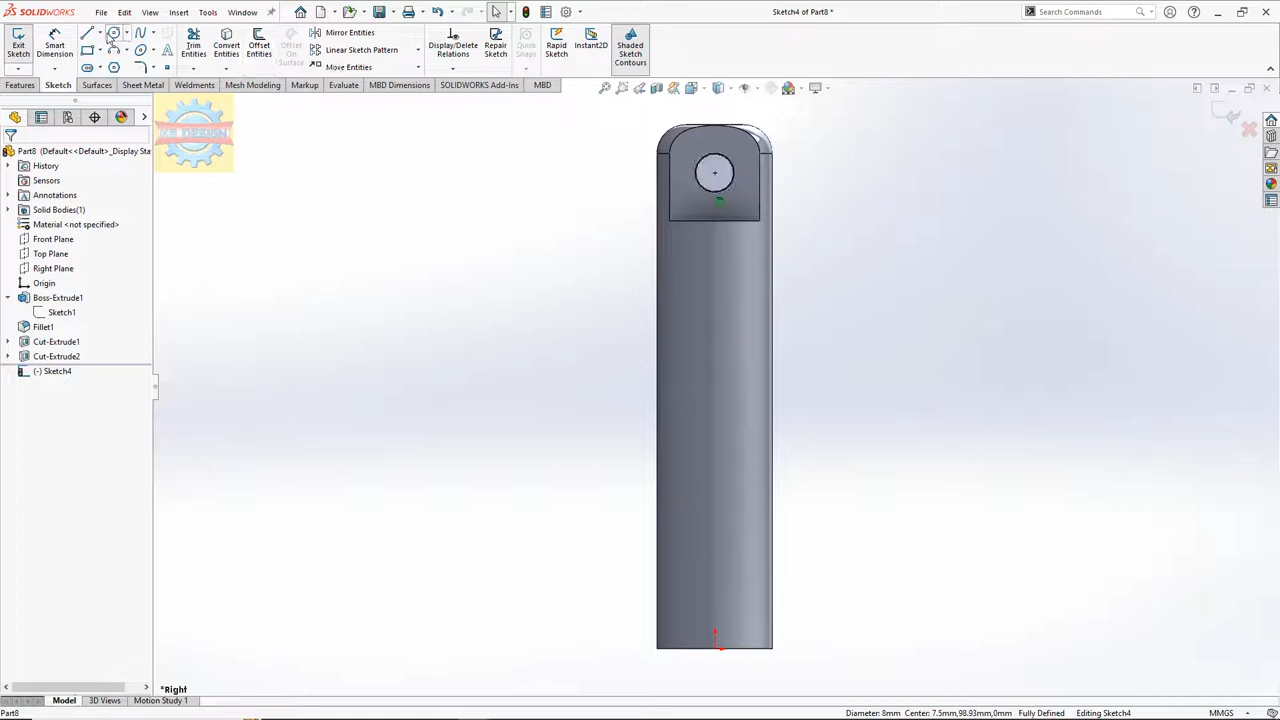 SOLIDWORKS File Edit View Insert Tools Window Sketch4 of Part8 * Search Commands
Exit Sketch Smart Dimension Trim Entities Convert Entities Offset Entities Offset On Surface Mirror Entities Linear Sketch Pattern Move Entities Display/Delete Relations Repair Sketch Quick Snaps Rapid Sketch Instant2D Shaded Sketch Contours
Features Sketch Surfaces Sheet Metal Weldments Mesh Modeling Markup Evaluate MBD Dimensions SOLIDWORKS Add-Ins MBD
Part8 (Default<<Default>_Display Sta
History
Sensors
Annotations
Solid Bodies(1)
Material <not specified>
Front Plane
Top Plane
Right Plane
Origin
Boss-Extrude1
Sketch1
Fillet1
Cut-Extrude1
Cut-Extrude2
(-) Sketch4
*Right
Model 3D Views Motion Study 1
Part8 Diameter: 8mm Center: 7.5mm,98.93mm,0mm Fully Defined Editing Sketch4 MMGS